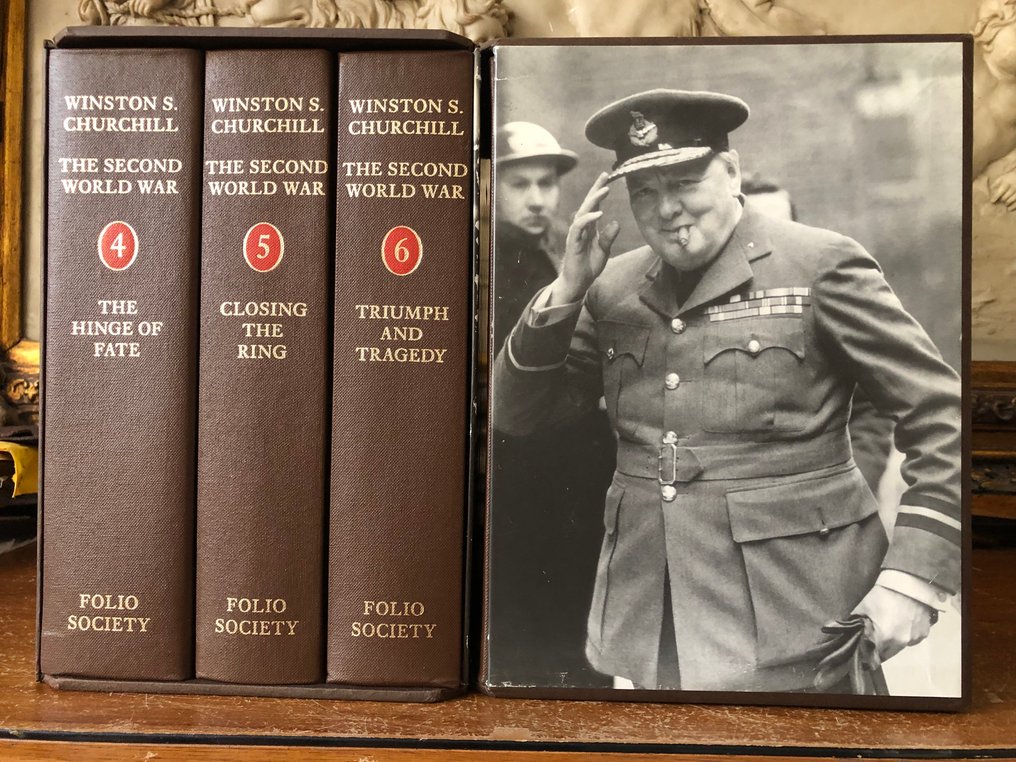 WINSTON S.
CHURCHILL
THE SECOND
WORLD WAR
4
THE
HINGE OF
FATE
FOLIO
SOCIETY
WINSTON S.
CHURCHILL
THE SECOND
WORLD WAR
5
CLOSING
THE
RING
FOLIO
SOCIETY
WINSTON S.
CHURCHILL
THE SECOND
WORLD WAR
6
TRIUMPH
AND
TRAGEDY
FOLIO
SOCIETY